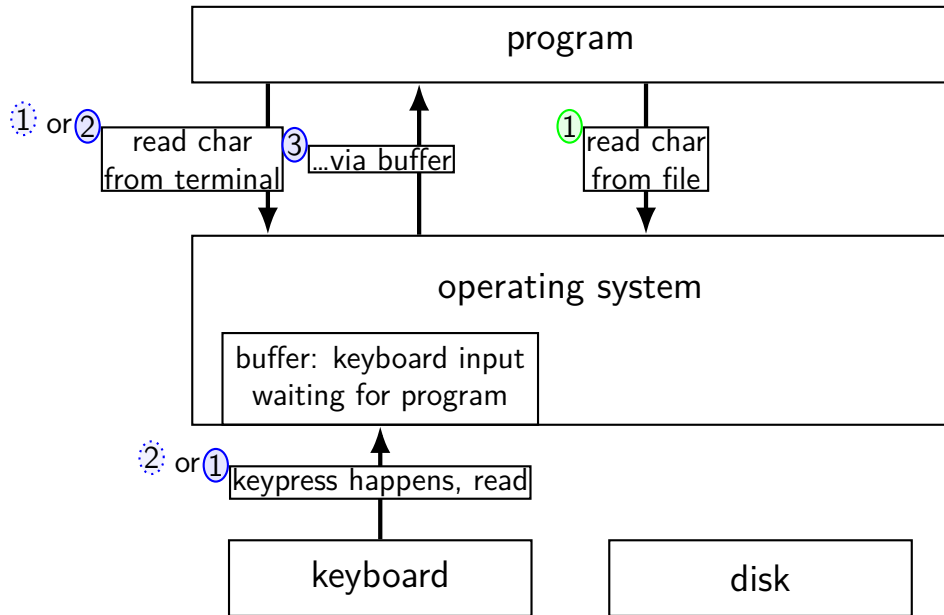 program
1 or 2
read char
from terminal
3
...via buffer
1
read char
from file
operating system
buffer: keyboard input
waiting for program
2 or 1
keypress happens, read
keyboard
disk